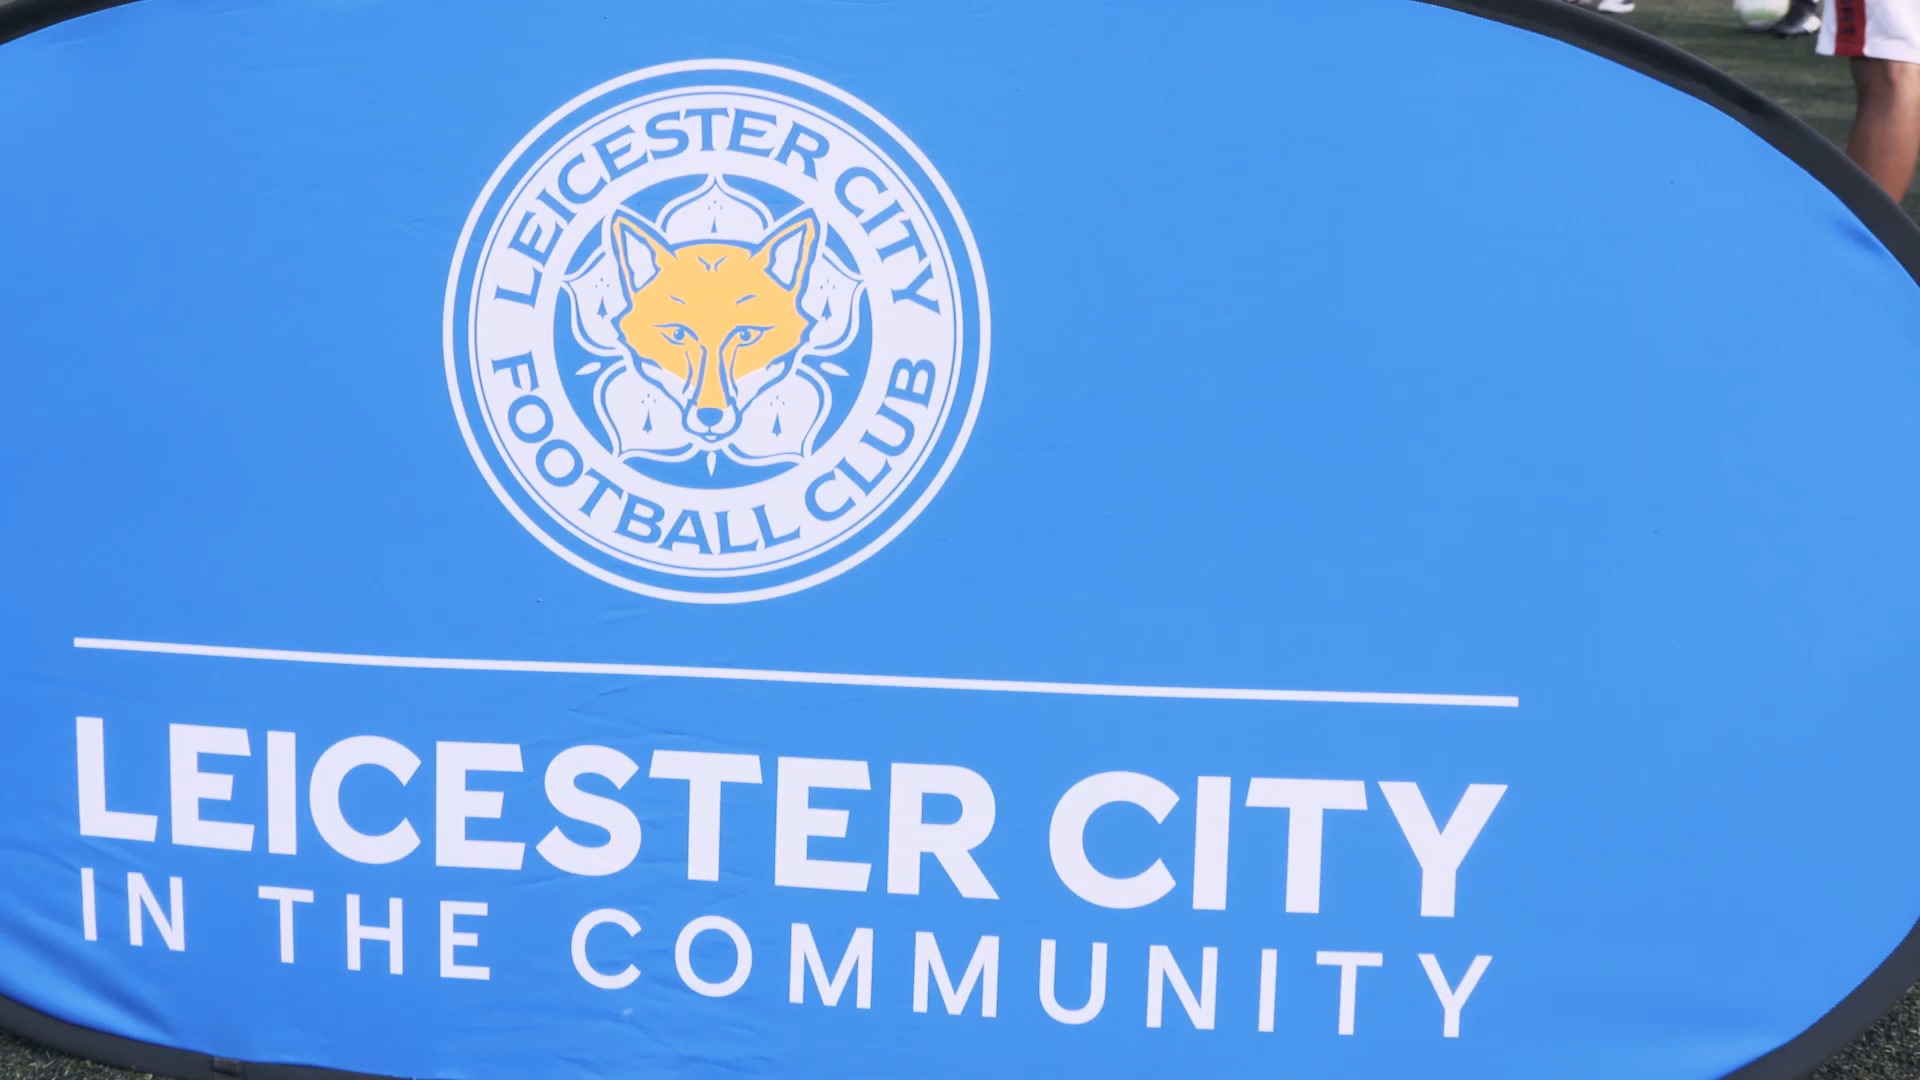 LEICESTER CITY
FOOTBALL CLUB
LEICESTER CITY
IN THE COMMUNITY